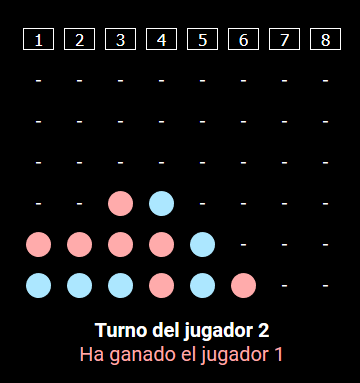 1 2 3 4 5 6 7 8
- - - - - - - -
- - - - - - - -
- - - - - - - -
- - - - - -
- - -
- -
Turno del jugador 2
Ha ganado el jugador 1